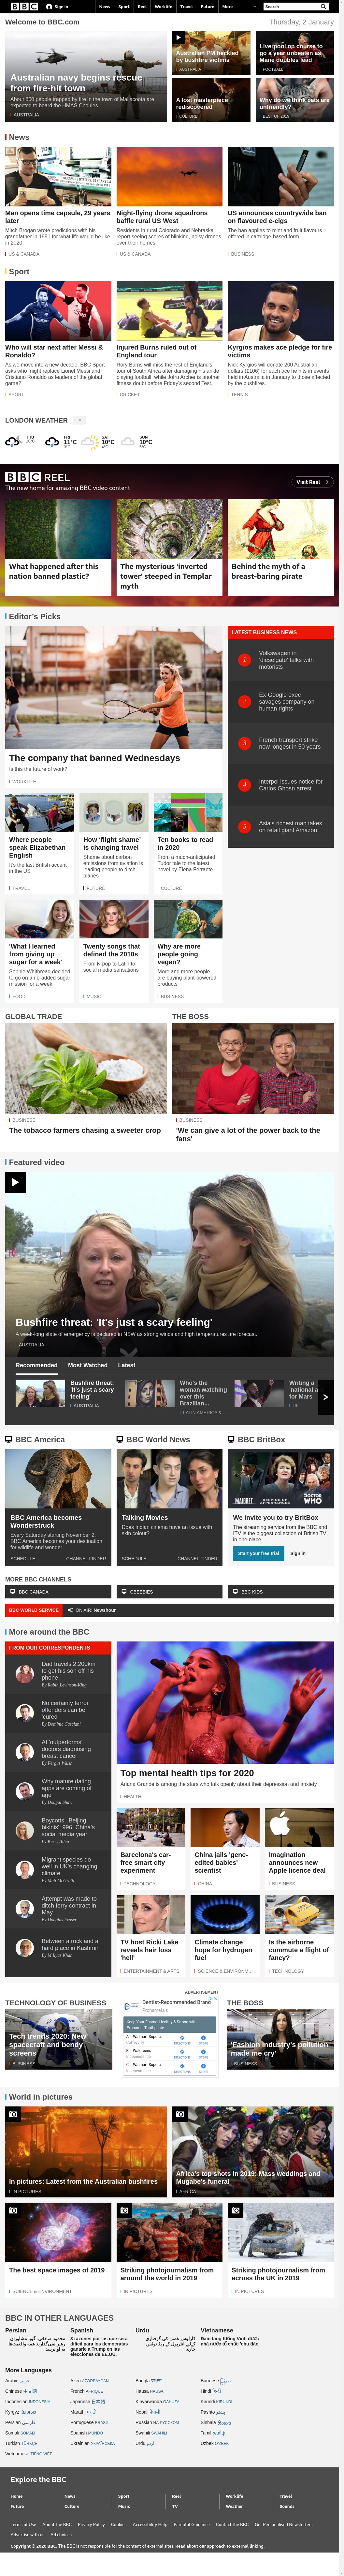 BBC
Sign in
News
Sport
Reel
Worklife
Travel
Future
More
Search
Welcome to BBC.com
Thursday, 2 January
Australian navy begins rescue
from fire-hit town
About 800 people trapped by fire in the town of Mallacoota are
expected to board the HMAS Choules.
AUSTRALIA
Australian PM heckled
by bushfire victims
AUSTRALIA
Liverpool on course to
go a year unbeaten as
Mane doubles lead
FOOTBALL
A lost masterpiece
rediscovered
CULTURE
Why do we think cats are
unfriendly?
BEST OF 2019
News
Man opens time capsule, 29 years
later
Mitch Brogan wrote predictions with his
grandfather in 1991 for what life would be like
in 2020.
US & CANADA
Night-flying drone squadrons
baffle rural US West
Residents in rural Colorado and Nebraska
report seeing swarms of blinking, noisy drones
over their homes.
US & CANADA
US announces countrywide ban
on flavoured e-cigs
The ban applies to mint and fruit flavours
offered in cartridge-based form.
BUSINESS
Sport
Who will star next after Messi &
Ronaldo?
As we move into a new decade, BBC Sport
asks who might replace Lionel Messi and
Cristiano Ronaldo as leaders of the global
game?
SPORT
Injured Burns ruled out of
England tour
Rory Burns will miss the rest of England's
tour of South Africa after damaging his ankle
playing football, while Jofra Archer has another
fitness doubt before Friday's second Test.
CRICKET
Kyrgios makes ace pledge for fire
victims
Nick Kyrgios will donate 200 Australian
dollars (£106) for each ace he hits in events
held in Australia in January to those affected
by the bushfires.
TENNIS
LONDON WEATHER
EDIT
THU
FRI
11°C
SAT
10°C
SUN
10°C
BBC REEL
The new home for amazing BBC video content
Visit Reel
What happened after this
nation banned plastic?
The mysterious 'inverted
tower' steeped in Templar
myth
Behind the myth of a
breast-baring pirate
Editor's Picks
The company that banned Wednesdays
Is this the future of work?
WORKLIFE
LATEST BUSINESS NEWS
1
Volkswagen in
'dieselgate' talks with
motorists
2
Ex-Google exec
savages company on
human rights
3
French transport strike
now longest in 50 years
4
Interpol issues notice for
Carlos Ghosn arrest
5
Asia's richest man takes
on retail giant Amazon
Where people
speak Elizabethan
English
It's the last British accent
in the US
TRAVEL
How 'flight shame'
is changing travel
Shame about carbon
emissions from aviation is
leading people to ditch
planes
FUTURE
Ten books to read
in 2020
From a much-anticipated
Tudor tale to the latest
novel by Elena Ferrante
CULTURE
'What I learned
from giving up
sugar for a week'
Sophie Whitbread decided
to go on a no-added sugar
mission for a week
FOOD
Twenty songs that
defined the 2010s
From K-pop to Latin to
social media sensations
MUSIC
Why are more
people going
vegan?
More and more people
are buying plant-powered
products
BUSINESS
GLOBAL TRADE
THE BOSS
BUSINESS
The tobacco farmers chasing a sweeter crop
BUSINESS
'We can give a lot of the power back to the
fans'
Featured video
Bushfire threat: 'It's just a scary feeling'
A week-long state of emergency is declared in NSW as strong winds and high temperatures are forecast.
AUSTRALIA
Recommended
Most Watched
Latest
Bushfire threat:
'It's just a scary
feeling'
AUSTRALIA
Who's the
woman watching
over this
Brazilian...
LATIN AMERICA &
Writing a
'national a
for Mars
UK
BBC America
BBC World News
BBC BritBox
BBC America becomes
Wonderstruck
Every Saturday starting November 2,
BBC America becomes your destination
for wildlife and wonder
SCHEDULE
CHANNEL FINDER
Talking Movies
Does Indian cinema have an issue with
skin colour?
SCHEDULE
CHANNEL FINDER
MAIGRET
KEEPING UP APPEARANCES
DOCTOR WHO
We invite you to try BritBox
The streaming service from the BBC and
ITV is the biggest collection of British TV
in one place
Start your free trial
Sign in
MORE BBC CHANNELS
BBC CANADA
CBEEBIES
BBC KIDS
BBC WORLD SERVICE
ON AIR: Newshour
More around the BBC
FROM OUR CORRESPONDENTS
Dad travels 2,200km
to get his son off his
phone
By Robin Levinson-King
No certainty terror
offenders can be
'cured'
By Dominic Casciani
AI 'outperforms'
doctors diagnosing
breast cancer
By Fergus Walsh
Why mature dating
apps are coming of
age
By Dougal Shaw
Boycotts, 'Beijing
bikinis', 996: China's
social media year
By Kerry Allen
Migrant species do
well in UK's changing
climate
By Matt McGrath
Attempt was made to
ditch ferry contract in
May
By Douglas Fraser
Between a rock and a
hard place in Kashmir
By M Ilyas Khan
Top mental health tips for 2020
Ariana Grande is among the stars who talk openly about their depression and anxiety
HEALTH
Barcelona's car-
free smart city
experiment
TECHNOLOGY
China jails 'gene-
edited babies'
scientist
CHINA
Imagination
announces new
Apple licence deal
BUSINESS
TV host Ricki Lake
reveals hair loss
'hell'
ENTERTAINMENT & ARTS
Climate change
hope for hydrogen
fuel
SCIENCE & ENVIRONM...
Is the airborne
commute a flight of
fancy?
TECHNOLOGY
TECHNOLOGY OF BUSINESS
Tech trends 2020: New
spacecraft and bendy
screens
BUSINESS
ADVERTISEMENT
Dentist-Recommended Brand
Pronamel.us
Keep Your Enamel Healthy & Strong with
Pronamel Toothpaste.
A : Walmart Superc...
DIRECTIONS
STORE
B : Walgreens
Independence
DIRECTIONS
STORE
C : Walmart Superc...
Independence
DIRECTIONS
STORE
THE BOSS
'Fashion industry's pollution
made me cry'
BUSINESS
World in pictures
In pictures: Latest from the Australian bushfires
IN PICTURES
Africa's top shots in 2019: Mass weddings and
Mugabe's funeral
AFRICA
The best space images of 2019
SCIENCE & ENVIRONMENT
Striking photojournalism from
around the world in 2019
IN PICTURES
Striking photojournalism from
across the UK in 2019
IN PICTURES
BBC IN OTHER LANGUAGES
Persian
Spanish
3 razones por las que será
difícil para los demócratas
ganarle a Trump en las
elecciones de EE.UU.
Urdu
Vietnamese
More Languages
Arabic عربي
Azeri AZƏRBAYCAN
Bangla বাংলা
Burmese
Chinese 中文网
French AFRIQUE
Hausa HAUSA
Hindi हिन्दी
Indonesian INDONESIA
Japanese 日本語
Kinyarwanda GAHUZA
Kirundi KIRUNDI
Kyrgyz Кыргыз
Marathi मराठी
Nepali नेपाली
Pashto پښتو
Persian فارسی
Portuguese BRASIL
Russian НА РУССКОМ
Sinhala සිංහල
Somali SOMALI
Spanish MUNDO
Swahili SWAHILI
Tamil தமிழ்
Turkish TÜRKÇE
Ukrainian УКРАЇНСЬКА
Urdu اردو
Uzbek O'ZBEK
Vietnamese TIẾNG VIỆT
Explore the BBC
News
Sport
Reel
Worklife
Travel
Future
Culture
Music
TV
Weather
Sounds
Terms of Use
About the BBC
Privacy Policy
Cookies
Accessibility Help
Parental Guidance
Contact the BBC
Get Personalised Newsletters
Advertise with us
Ad choices
Copyright © 2020 BBC. The BBC is not responsible for the content of external sites. Read about our approach to external linking.